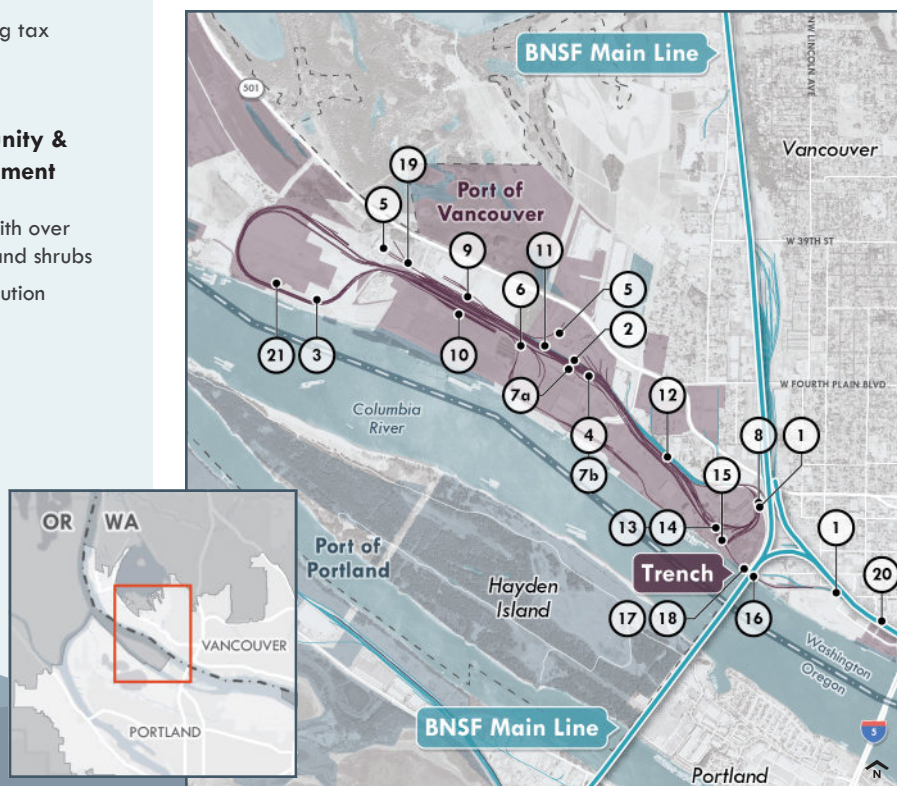 g tax
nity &
ment
ith over
and shrubs
ution
BNSF Main Line
NW LINCOLN AVE
501
Vancouver
19
Port of
Vancouver
5
W 39TH ST
9
11
6
5
2
21
3
10
7a
W FOURTH PLAIN BLVD
12
Columbia
River
4
8
1
7b
15
OR
WA
13
14
1
Port of
Portland
Trench
20
Hayden
Island
17
18
16
VANCOUVER
Washington
Oregon
PORTLAND
BNSF Main Line
5
Portland
N